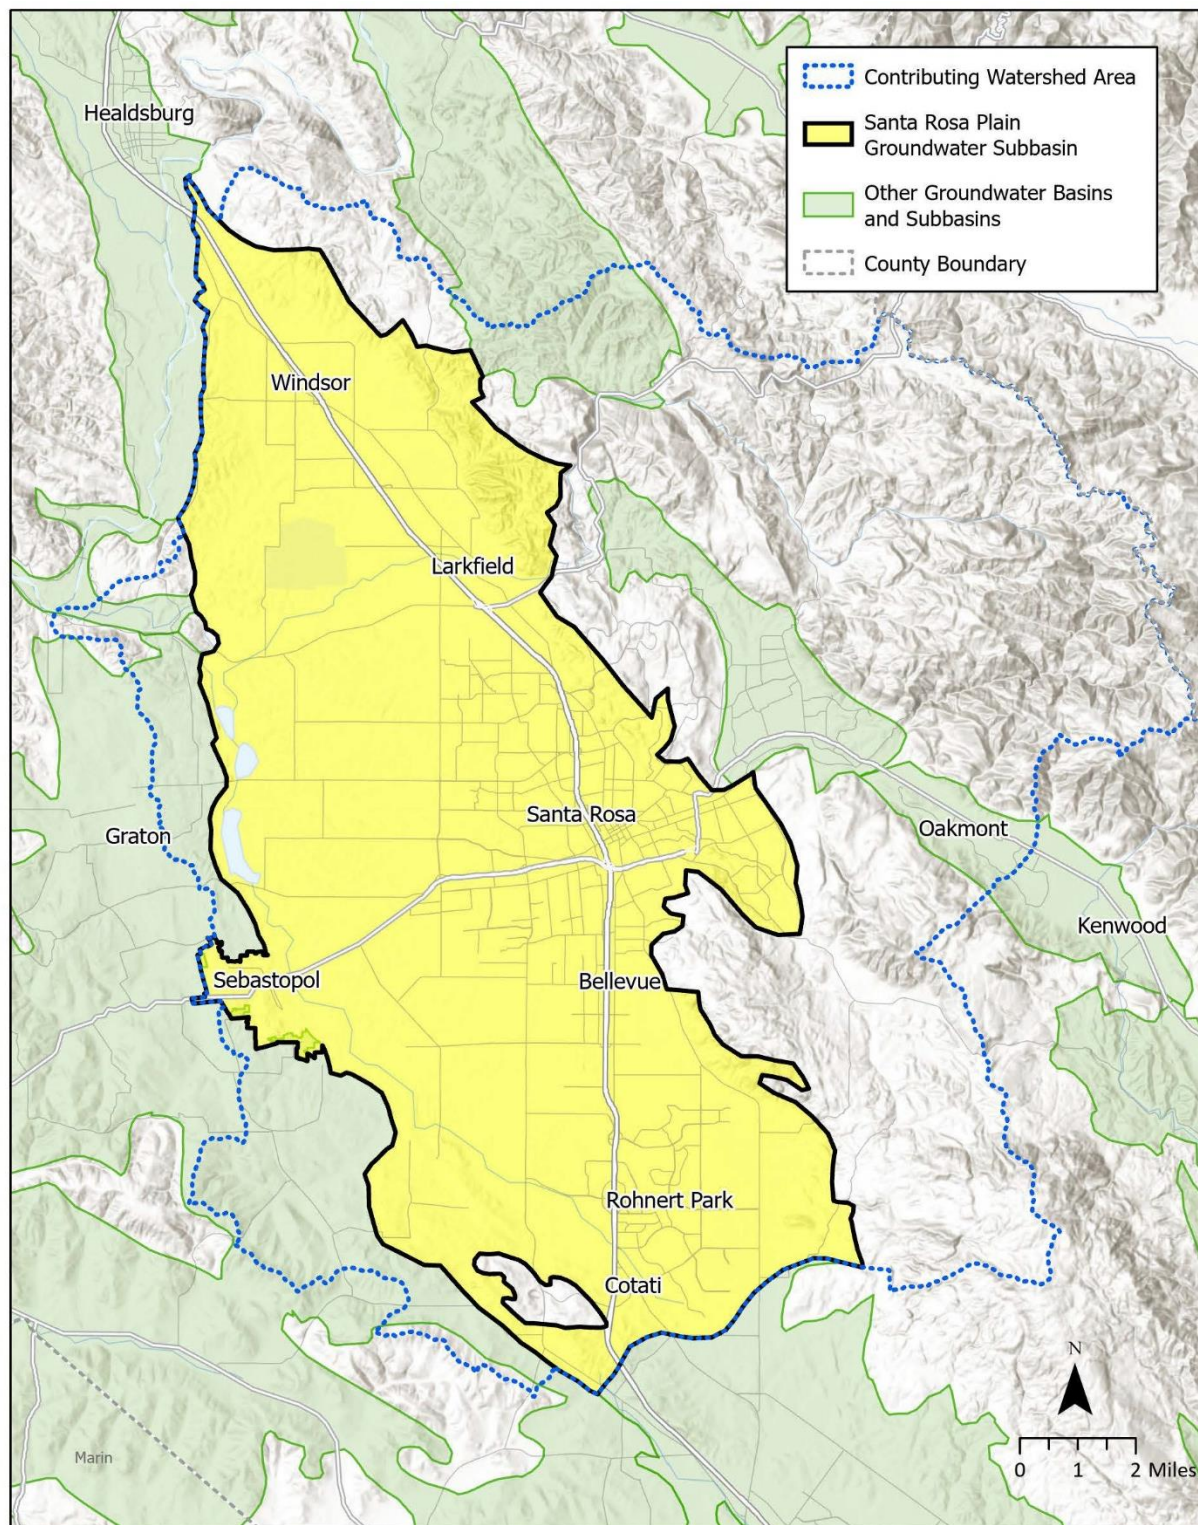 Contributing Watershed Area
Santa Rosa Plain
Groundwater Subbasin
Other Groundwater Basins
and Subbasins
County Boundary
Healdsburg
Windsor
Larkfield
Santa Rosa
Graton
Oakmont
Kenwood
Sebastopol
Bellevue
Rohnert Park
Cotati
Marin
N
0 1 2 Miles